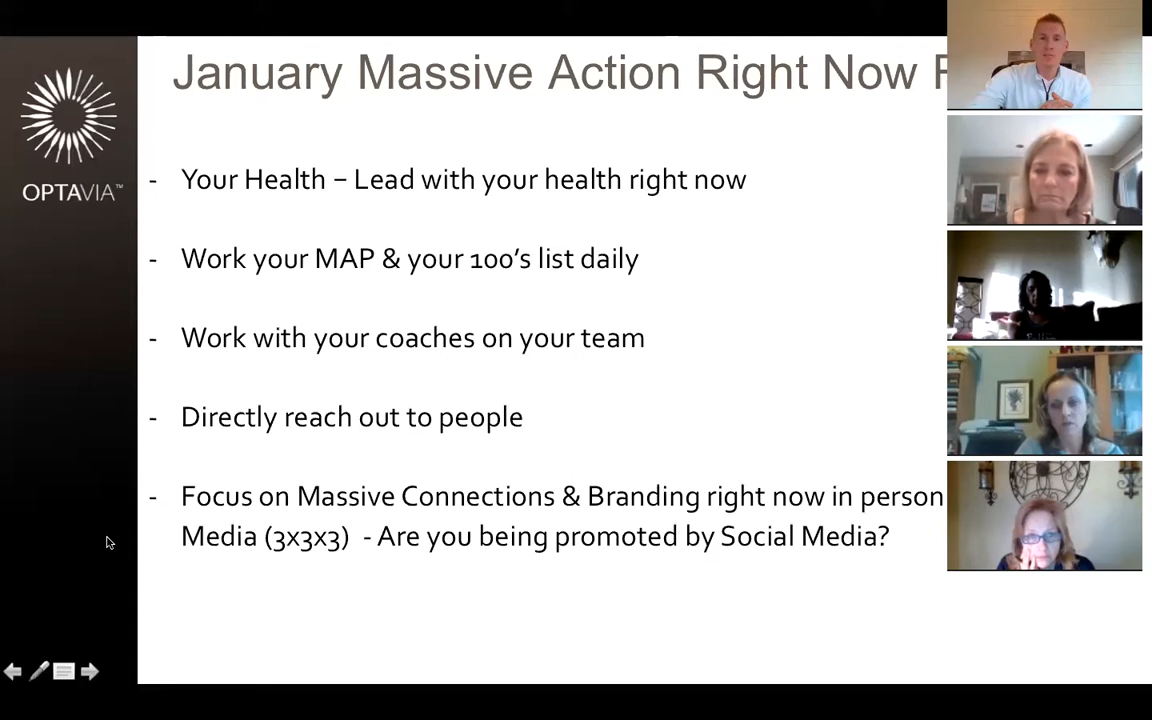 January Massive Action Right Now
OPTAVIA™
- Your Health – Lead with your health right now
- Work your MAP & your 100's list daily
- Work with your coaches on your team
- Directly reach out to people
- Focus on Massive Connections & Branding right now in person
Media (3x3x3) - Are you being promoted by Social Media?